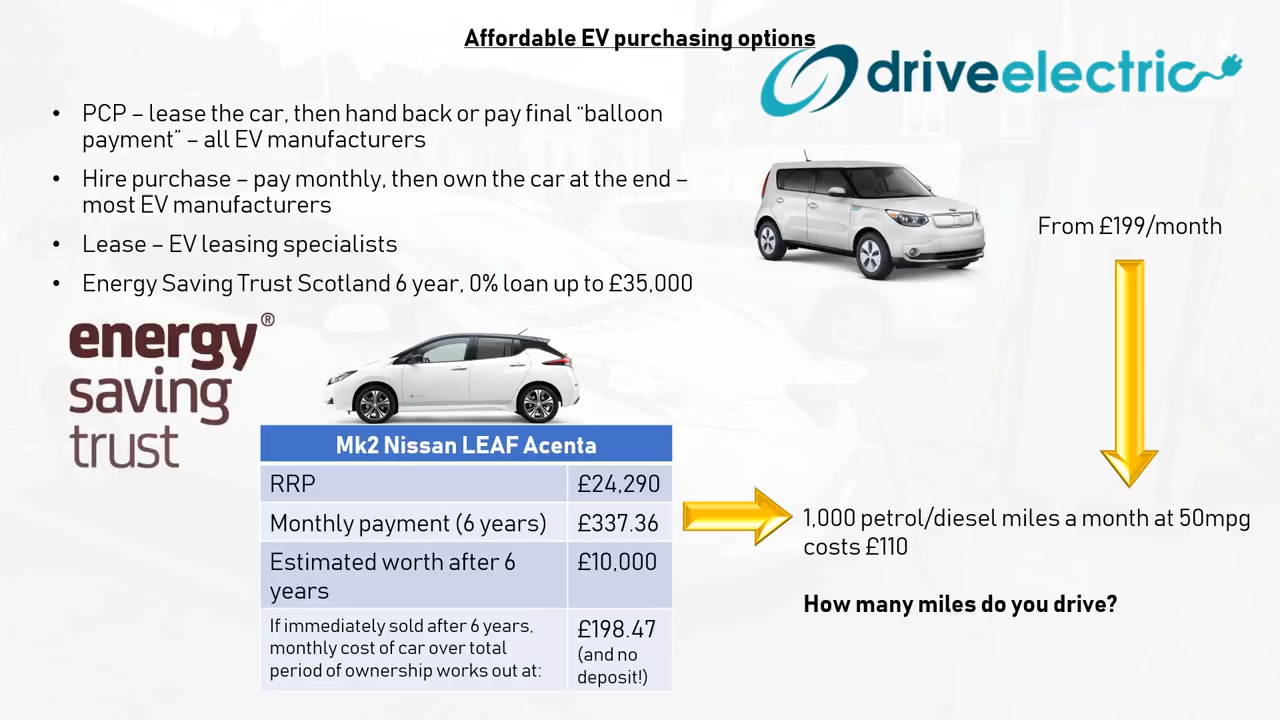 Affordable EV purchasing options
driveelectric
• PCP – lease the car, then hand back or pay final “balloon
payment” – all EV manufacturers
• Hire purchase – pay monthly, then own the car at the end –
most EV manufacturers
• Lease – EV leasing specialists
• Energy Saving Trust Scotland 6 year, 0% loan up to £35,000
From £199/month
energy®
saving
trust
Mk2 Nissan LEAF Acenta
RRP £24,290
Monthly payment (6 years) £337.36
Estimated worth after 6 £10,000
years
If immediately sold after 6 years, £198.47
monthly cost of car over total (and no
period of ownership works out at: deposit!)
1,000 petrol/diesel miles a month at 50mpg
costs £110
How many miles do you drive?